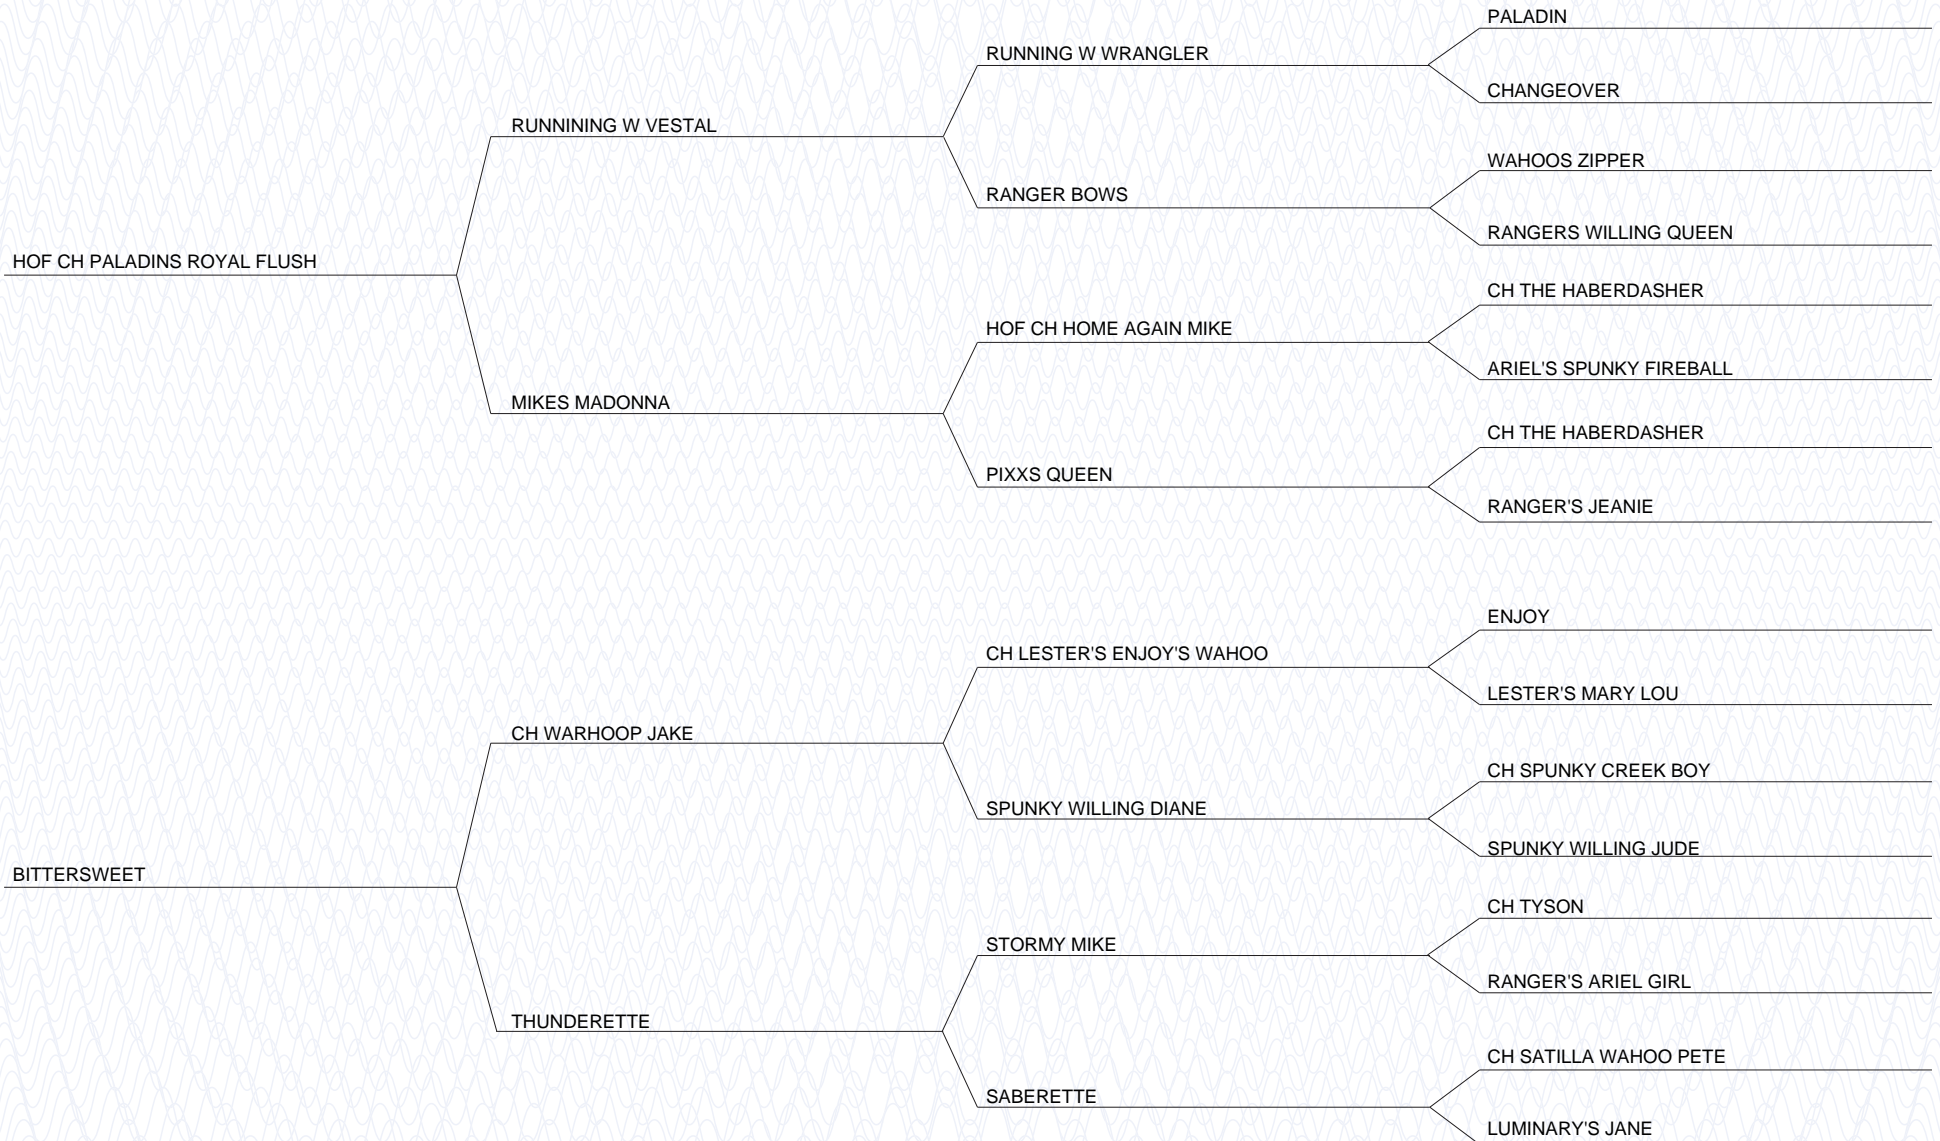 PALADIN
RUNNING W WRANGLER
CHANGEOVER
RUNNINING W VESTAL
WAHOOS ZIPPER
RANGER BOWS
RANGERS WILLING QUEEN
HOF CH PALADINS ROYAL FLUSH
CH THE HABERDASHER
HOF CH HOME AGAIN MIKE
ARIEL'S SPUNKY FIREBALL
MIKES MADONNA
CH THE HABERDASHER
PIXXS QUEEN
RANGER'S JEANIE
ENJOY
CH LESTER'S ENJOY'S WAHOO
LESTER'S MARY LOU
CH WARHOOP JAKE
CH SPUNKY CREEK BOY
SPUNKY WILLING DIANE
SPUNKY WILLING JUDE
BITTERSWEET
CH TYSON
STORMY MIKE
RANGER'S ARIEL GIRL
THUNDERETTE
CH SATILLA WAHOO PETE
SABERETTE
LUMINARY'S JANE